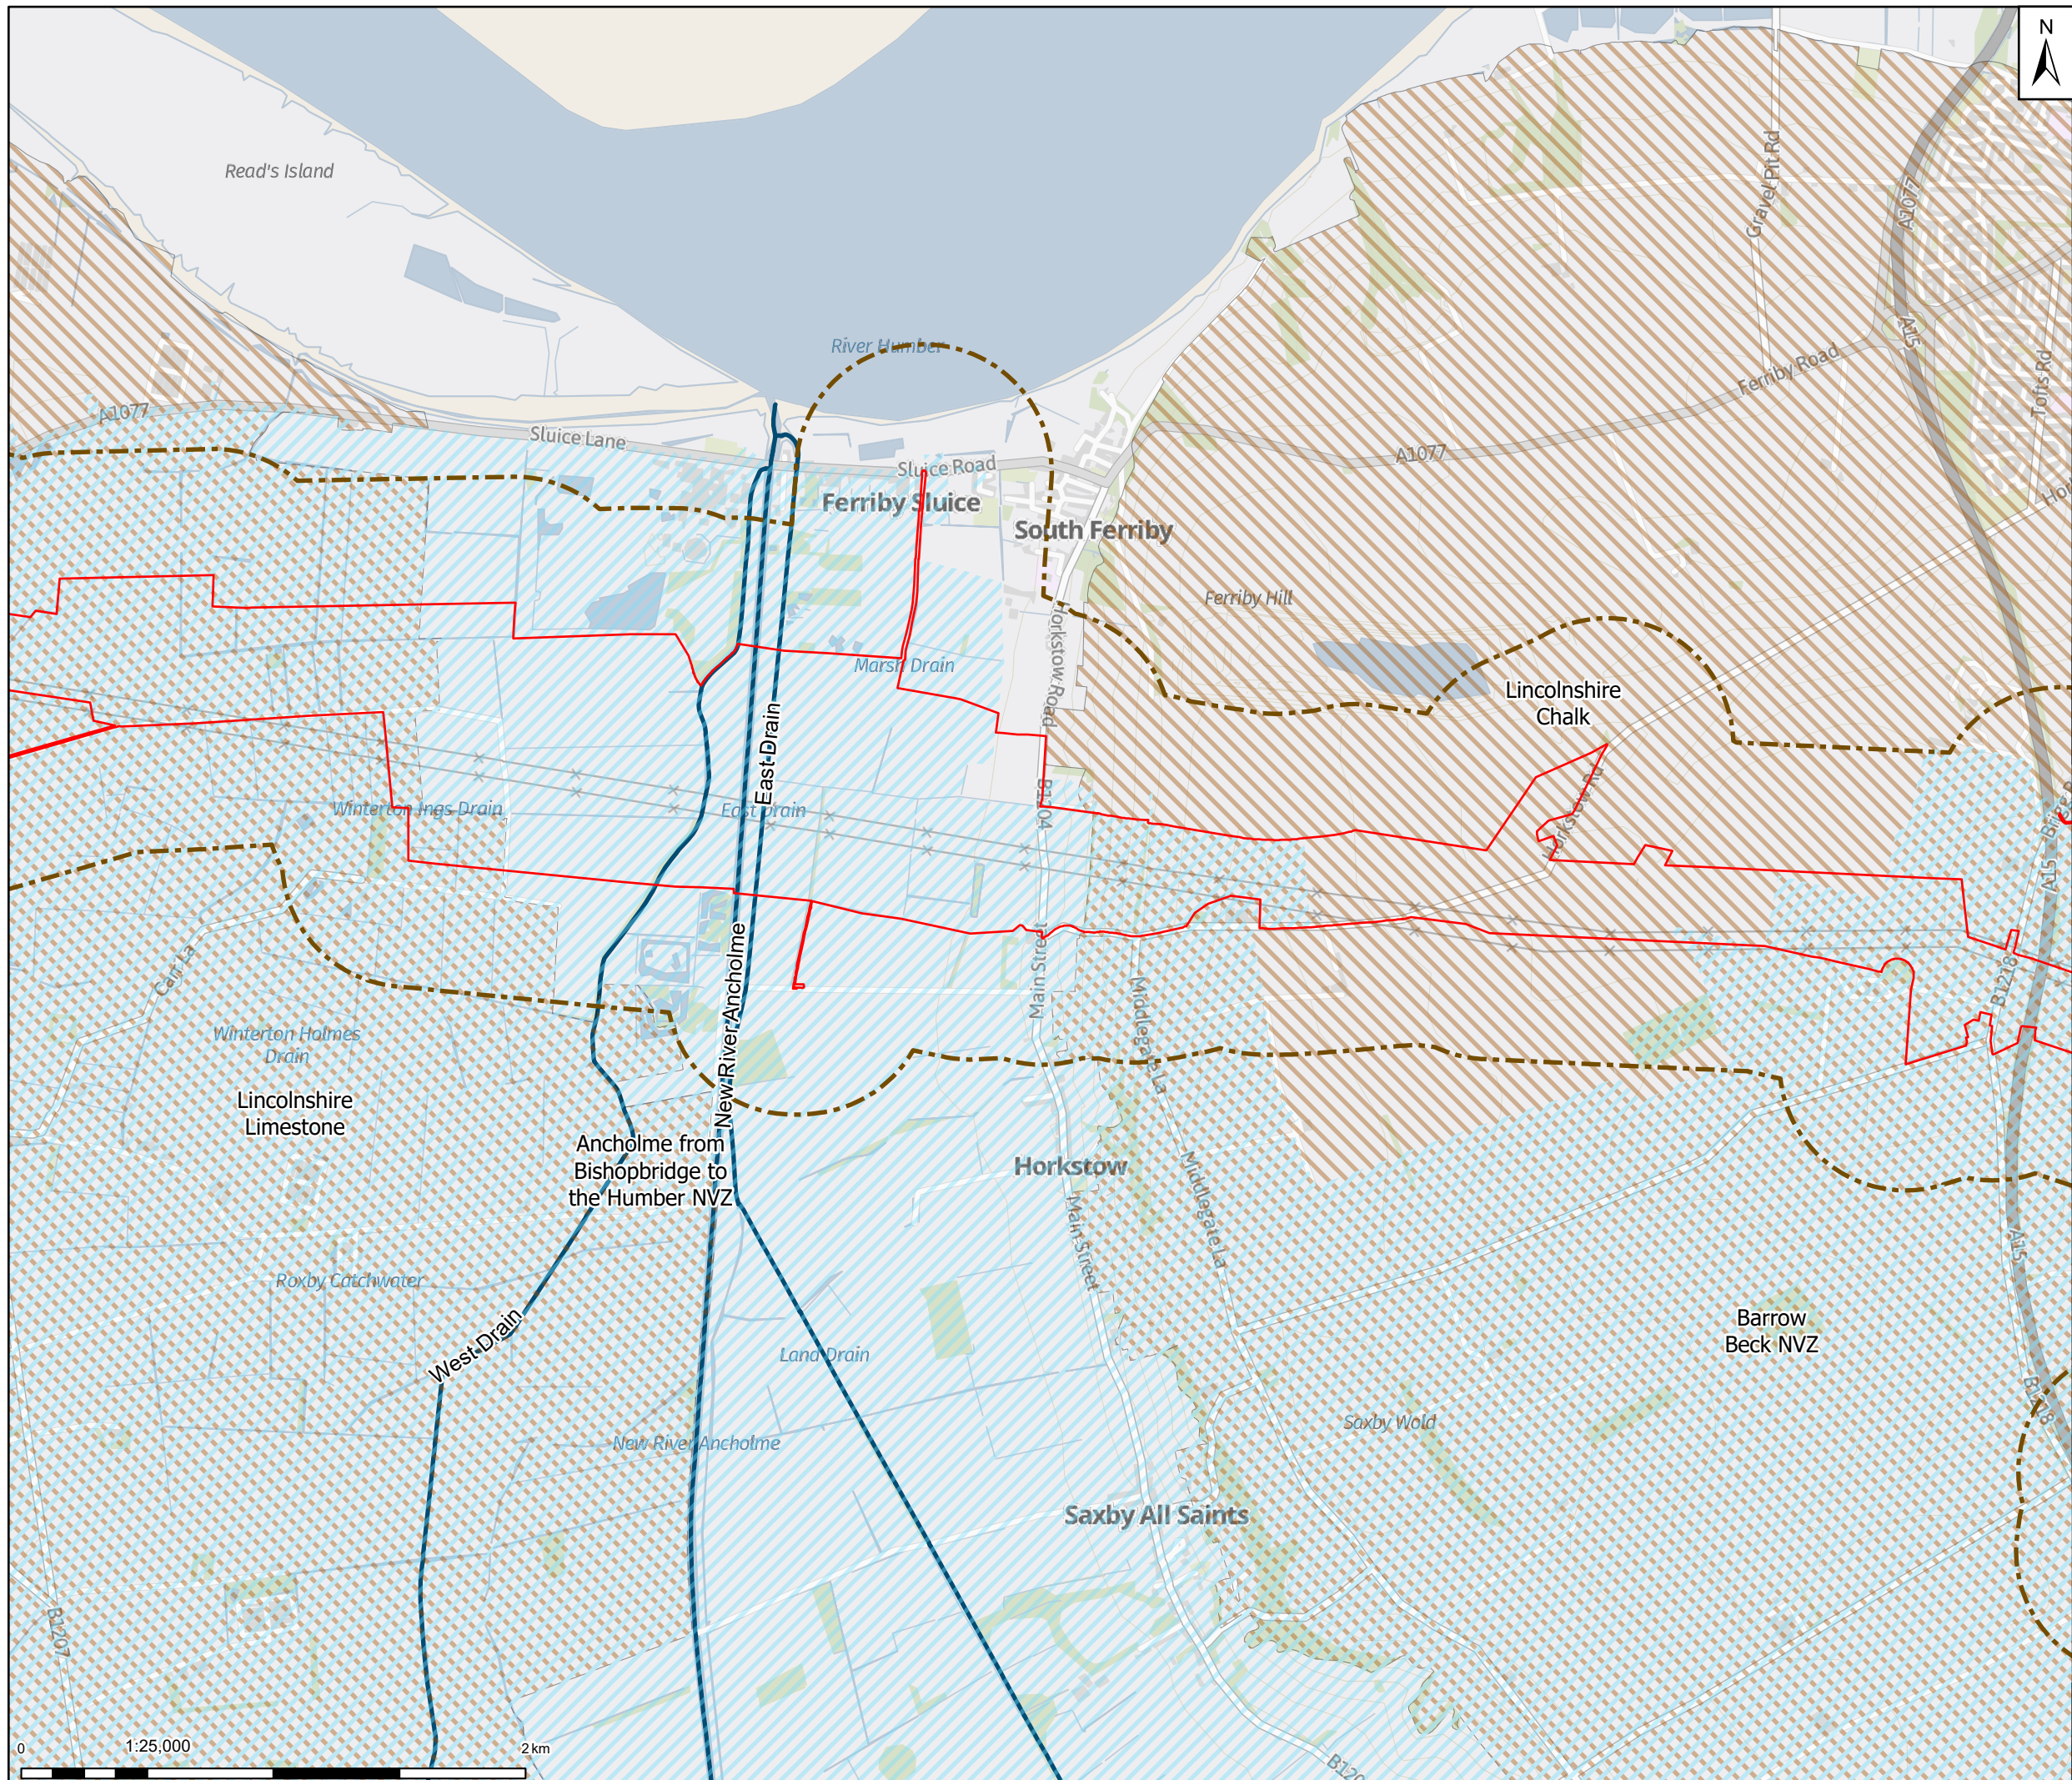 N
Read's Island
Gravel Pit Rd
A1077
River Humber
A15
Ferriby Road
Tofts Rd
A1077
Sluice Lane
Sluice Road
A1077
Ferriby Sluice
South Ferriby
Hor
Ferriby Hill
Horkstow Road
Marsh Drain
Lincolnshire
Chalk
East Drain
Winterton Ings Drain
East Drain
B1204
Horkstow Rd
A15
Main Street
B1218
Carr La
New River Ancholme
Middlegate La
Winterton Holmes
Drain
Lincolnshire
Limestone
Ancholme from
Bishopbridge to
the Humber NVZ
Horkstow
Middlegate La
Main Street
A15
Roxby Catchwater
West Drain
Land Drain
Barrow
Beck NVZ
B1218
New River Ancholme
Saxby Wold
Saxby All Saints
B1207
0
1:25,000
2 km
B120